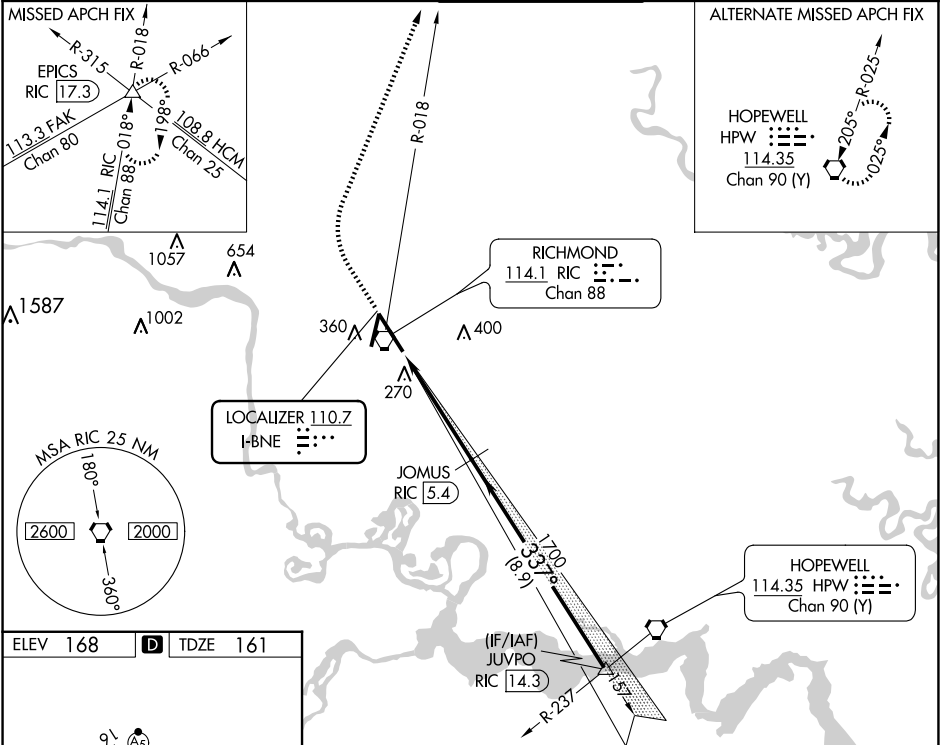 MISSED APCH FIX
R-315
R-018
R-066
EPICS
RIC 17.3
113.3 FAK
Chan 80
018°
198°
108.8 HCM
Chan 25
114.1 RIC
Chan 88
R-018
ALTERNATE MISSED APCH FIX
R-025
HOPEWELL
HPW
114.35
Chan 90 (Y)
205°
025°
1057
654
1587
1002
RICHMOND
114.1 RIC
Chan 88
360
400
270
LOCALIZER 110.7
I-BNE
MSA RIC 25 NM
180°
2600
2000
360°
JOMUS
RIC 5.4
1700
337°
(8.9)
HOPEWELL
114.35 HPW
Chan 90 (Y)
(IF/IAF)
JUVPO
RIC 14.3
157°
R-237
ELEV 168 D TDZE 161
16
A5